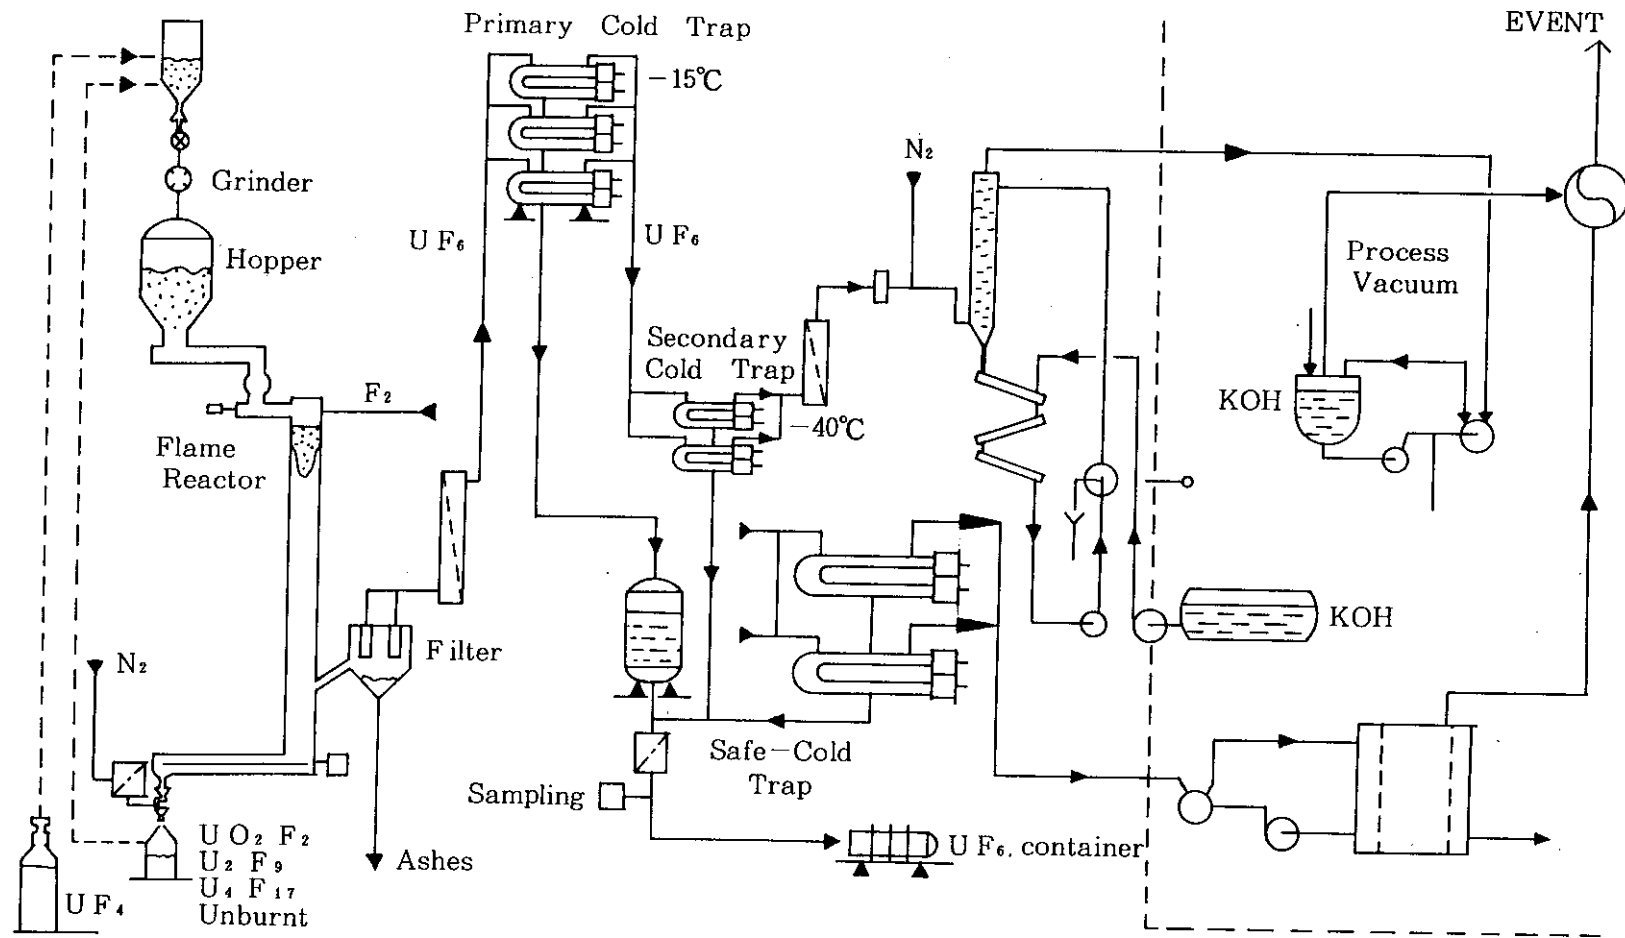 Primary Cold Trap
EVENT
-15℃
N₂
Grinder
UF₆
UF₆
Hopper
Process
Vacuum
Secondary
Cold Trap
F₂
KOH
-40℃
Flame
Reactor
KOH
Filter
N₂
Safe-Cold
Trap
Sampling
UO₂F₂
U₂F₉
U₄F₁₇
Unburnt
Ashes
UF₆. container
UF₄